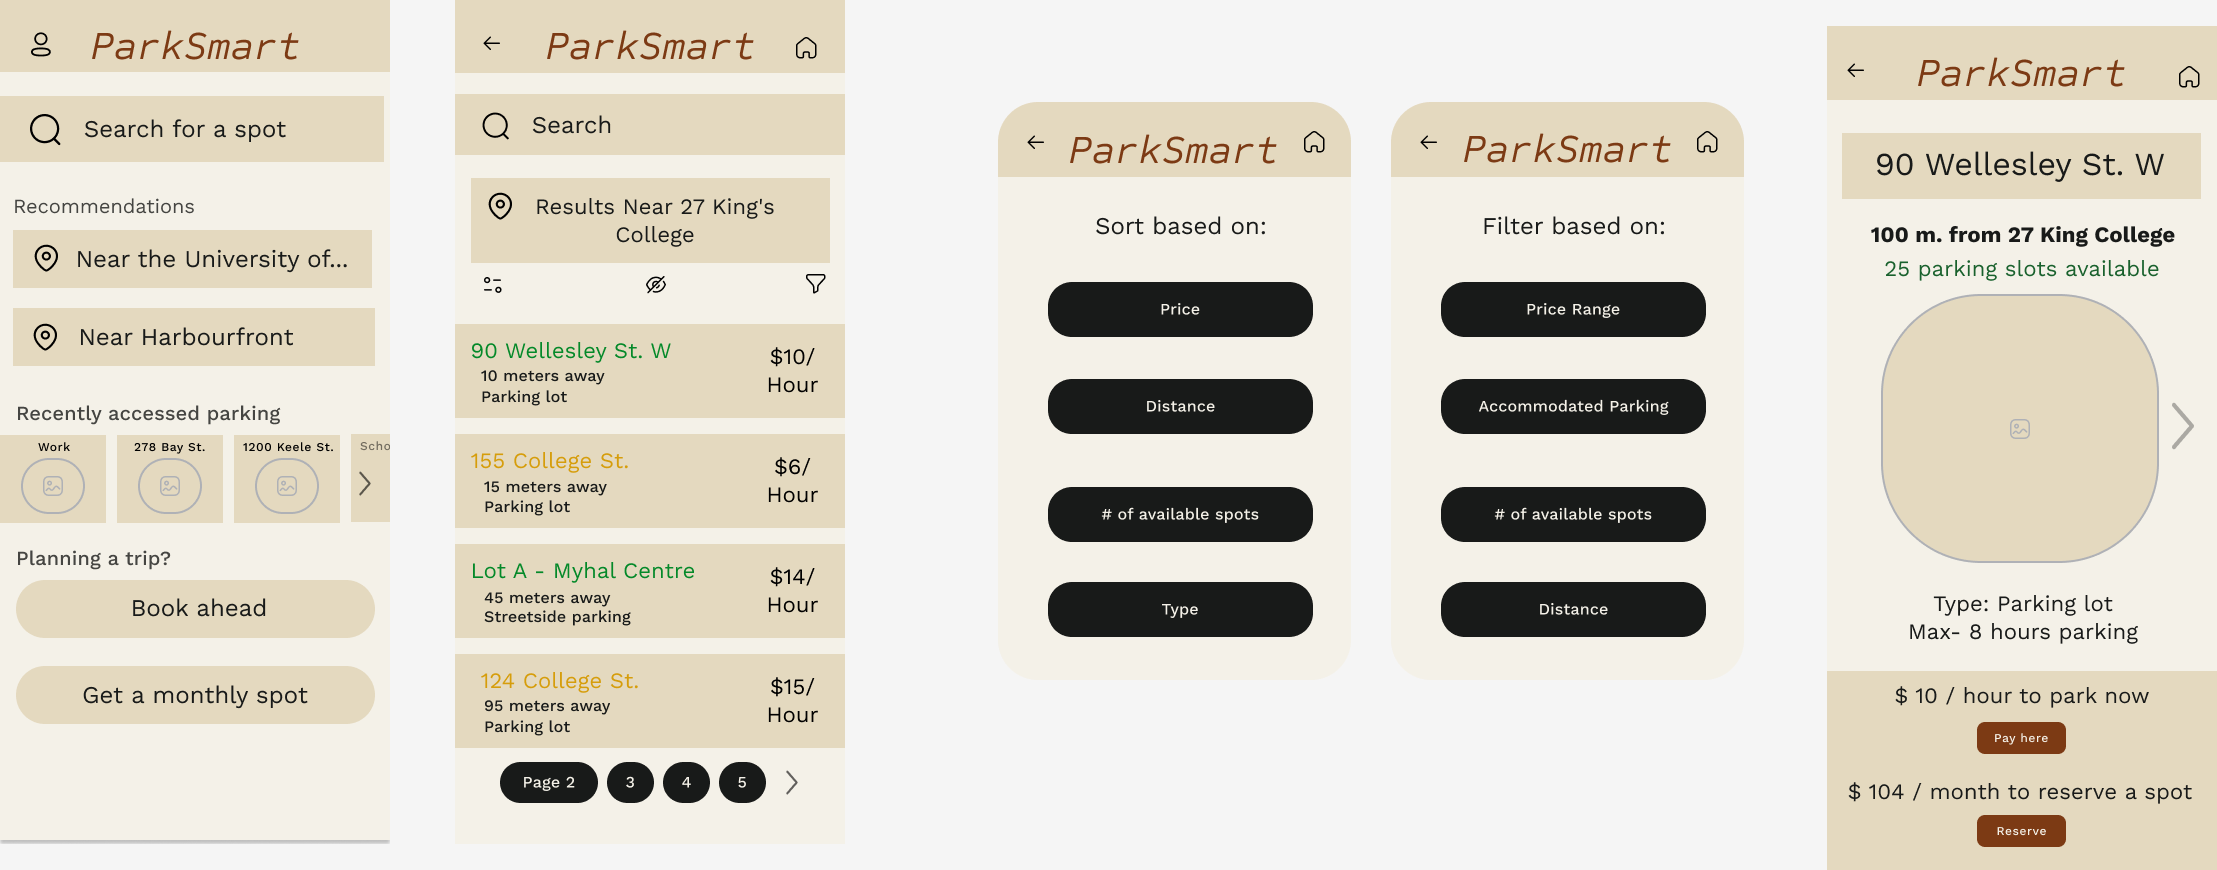 ParkSmart
Search for a spot
Recommendations
Near the University of...
Near Harbourfront
Recently accessed parking
Work
278 Bay St.
1200 Keele St.
Scho
Planning a trip?
Book ahead
Get a monthly spot
ParkSmart
Search
Results Near 27 King's
College
90 Wellesley St. W
10 meters away
Parking lot
$10/
Hour
155 College St.
15 meters away
Parking lot
$6/
Hour
Lot A - Myhal Centre
45 meters away
Streetside parking
$14/
Hour
124 College St.
95 meters away
Parking lot
$15/
Hour
Page 2
3
4
5
ParkSmart
Sort based on:
Price
Distance
# of available spots
Type
ParkSmart
Filter based on:
Price Range
Accommodated Parking
# of available spots
Distance
ParkSmart
90 Wellesley St. W
100 m. from 27 King College
25 parking slots available
Type: Parking lot
Max- 8 hours parking
$ 10 / hour to park now
Pay here
$ 104 / month to reserve a spot
Reserve